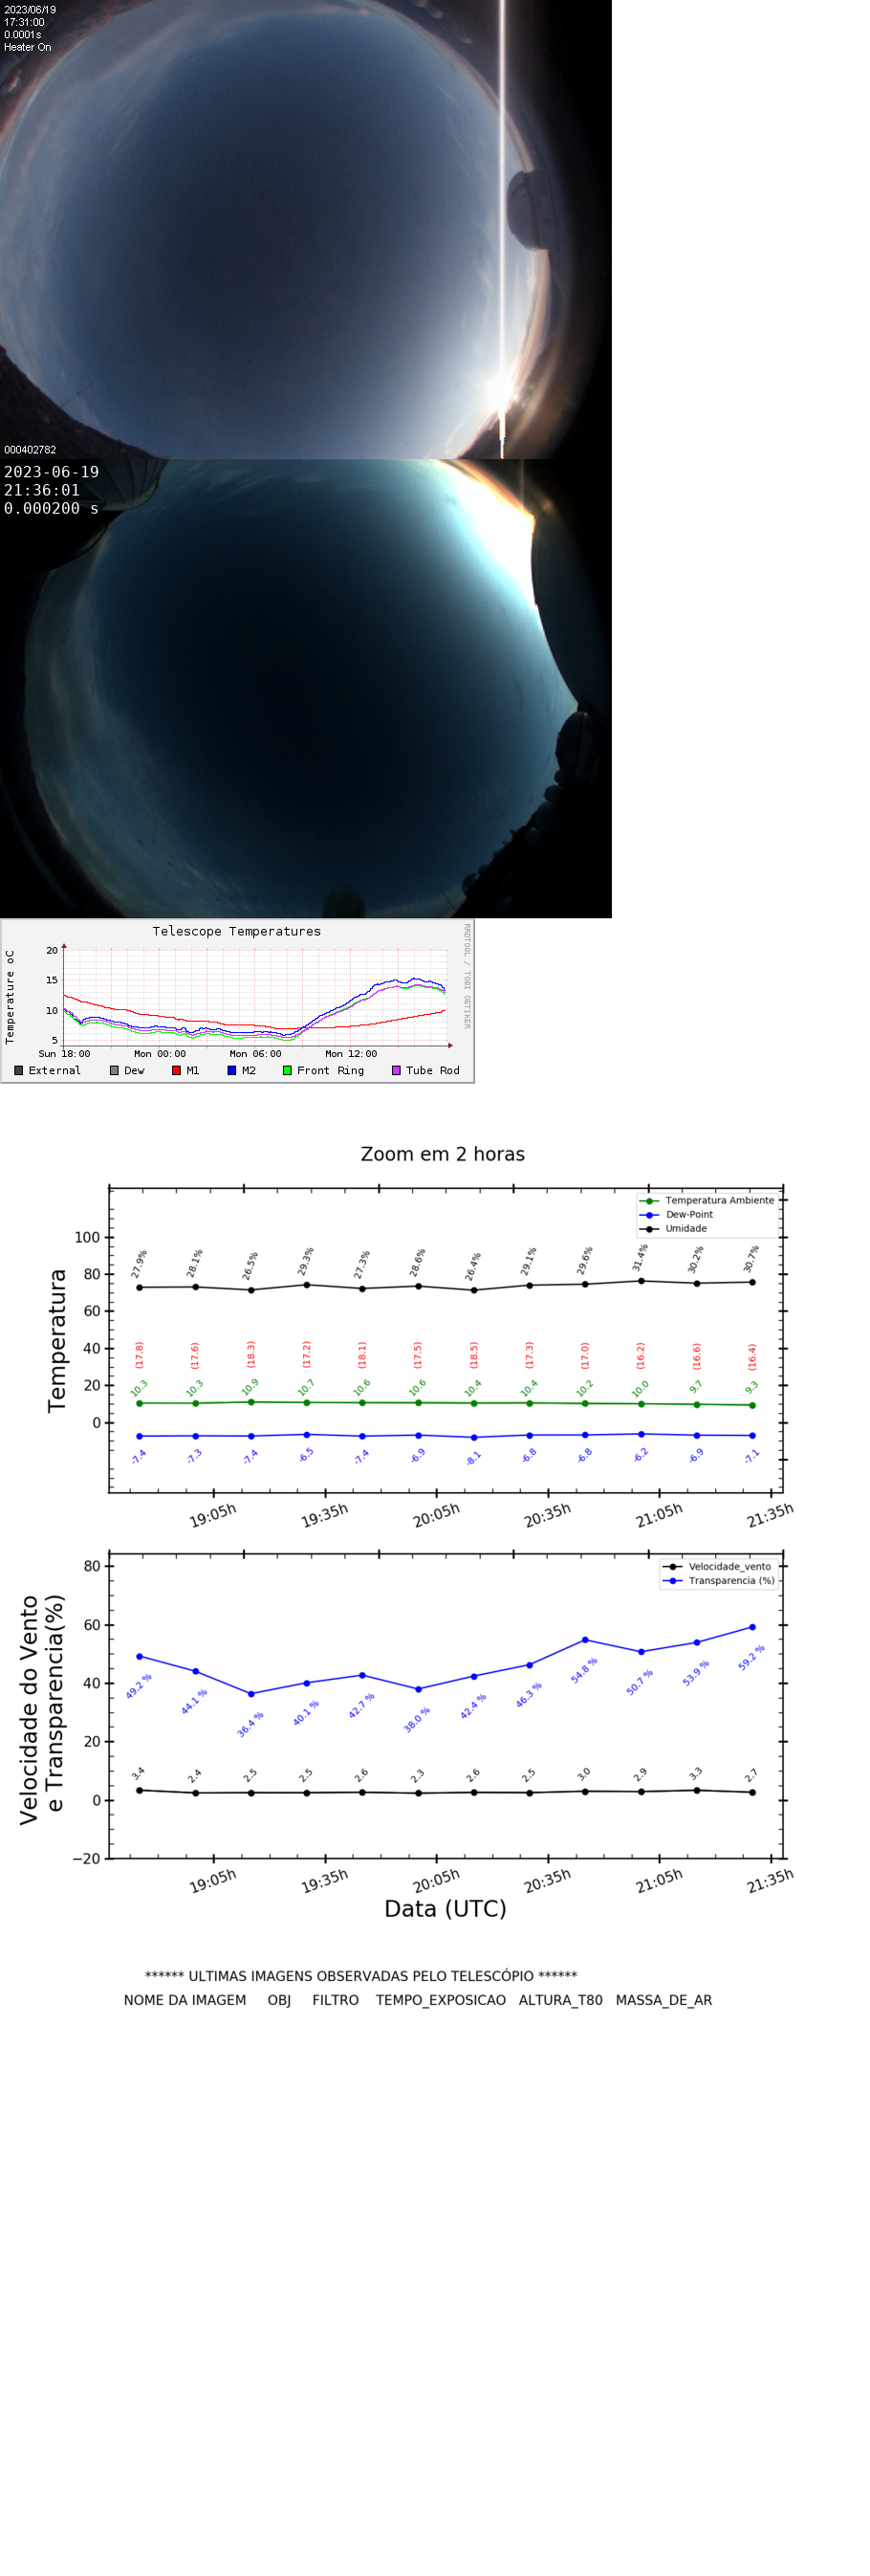 2023/06/19
17:31:00
0.0001s
Heater On
000402782
2023-06-19
21:36:01
0.000200 s
Telescope Temperatures
RRDTOOL / TOBI OETIKER
Temperature oC
20
15
10
5
Sun 18:00 Mon 00:00 Mon 06:00 Mon 12:00
External Dew M1 M2 Front Ring Tube Rod
Zoom em 2 horas
Temperatura
Temperatura Ambiente
Dew-Point
Umidade
100
80
60
40
20
0
27.9% 28.1% 26.5% 29.3% 27.3% 28.6% 26.4% 29.1% 29.6% 31.4% 30.2% 30.7%
(17.8) (17.6) (18.3) (17.2) (18.1) (17.5) (18.5) (17.3) (17.0) (16.2) (16.6) (16.4)
10.3 10.3 10.9 10.7 10.6 10.6 10.4 10.4 10.2 10.0 9.7 9.3
-7.4 -7.3 -7.4 -6.5 -7.4 -6.9 -8.1 -6.8 -6.8 -6.2 -6.9 -7.1
19:05h 19:35h 20:05h 20:35h 21:05h 21:35h
Velocidade do Vento
e Transparencia(%)
Velocidade_vento
Transparencia (%)
80
60
40
20
0
−20
49.2 % 44.1 % 36.4 % 40.1 % 42.7 % 38.0 % 42.4 % 46.3 % 54.8 % 50.7 % 53.9 % 59.2 %
3.4 2.4 2.5 2.5 2.6 2.3 2.6 2.5 3.0 2.9 3.3 2.7
19:05h 19:35h 20:05h 20:35h 21:05h 21:35h
Data (UTC)
****** ULTIMAS IMAGENS OBSERVADAS PELO TELESCÓPIO ******
NOME DA IMAGEM OBJ FILTRO TEMPO_EXPOSICAO ALTURA_T80 MASSA_DE_AR